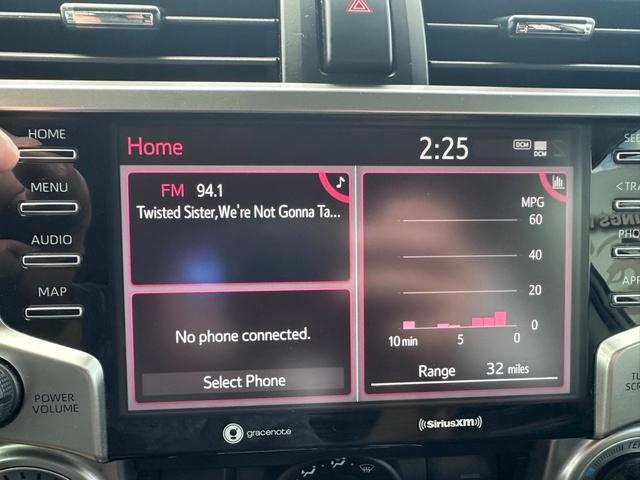 HOME
MENU
AUDIO
MAP
POWER
VOLUME
Home
2:25
DCM
DCM
FM 94.1
Twisted Sister,We're Not Gonna Ta...
No phone connected.
Select Phone
MPG
60
40
20
0
10 min 5 0
Range 32 miles
gracenote
SiriusXM